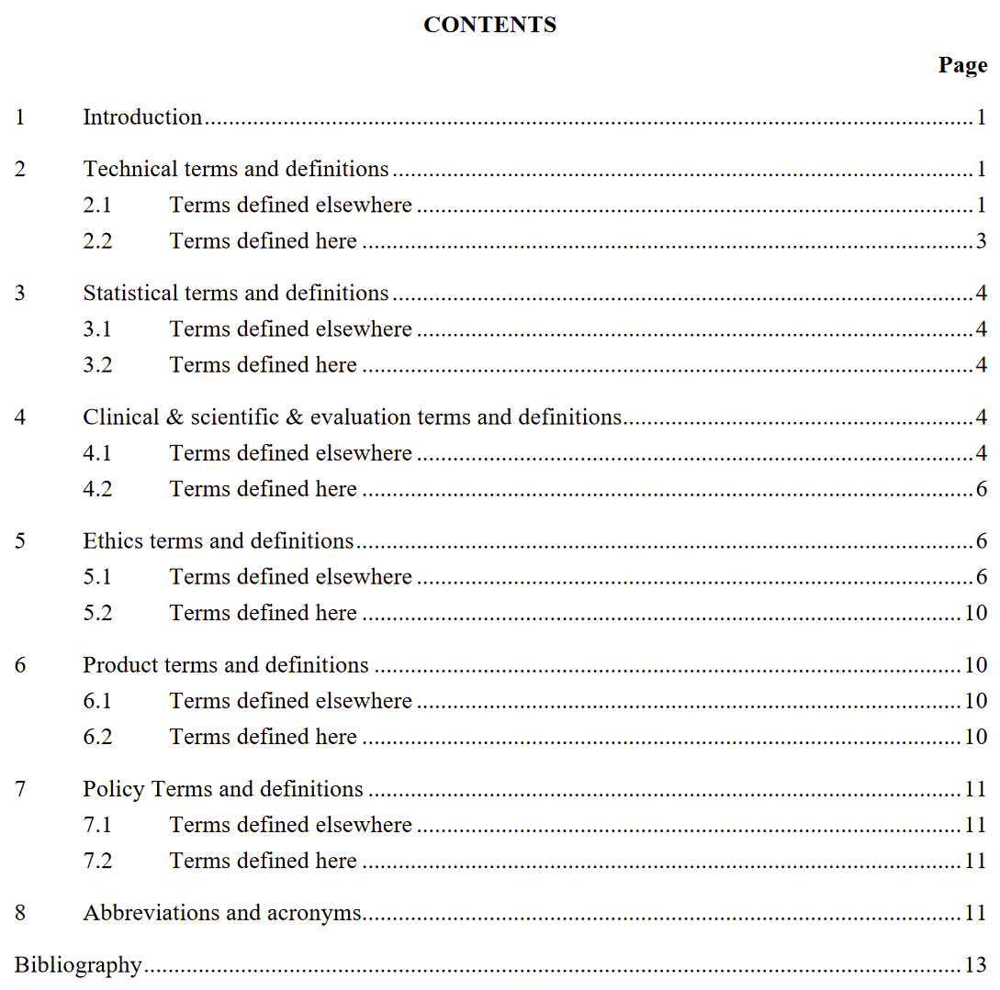 CONTENTS
Page
1 Introduction 1
2 Technical terms and definitions 1
2.1 Terms defined elsewhere 1
2.2 Terms defined here 3
3 Statistical terms and definitions 4
3.1 Terms defined elsewhere 4
3.2 Terms defined here 4
4 Clinical & scientific & evaluation terms and definitions 4
4.1 Terms defined elsewhere 4
4.2 Terms defined here 6
5 Ethics terms and definitions 6
5.1 Terms defined elsewhere 6
5.2 Terms defined here 10
6 Product terms and definitions 10
6.1 Terms defined elsewhere 10
6.2 Terms defined here 10
7 Policy Terms and definitions 11
7.1 Terms defined elsewhere 11
7.2 Terms defined here 11
8 Abbreviations and acronyms 11
Bibliography 13